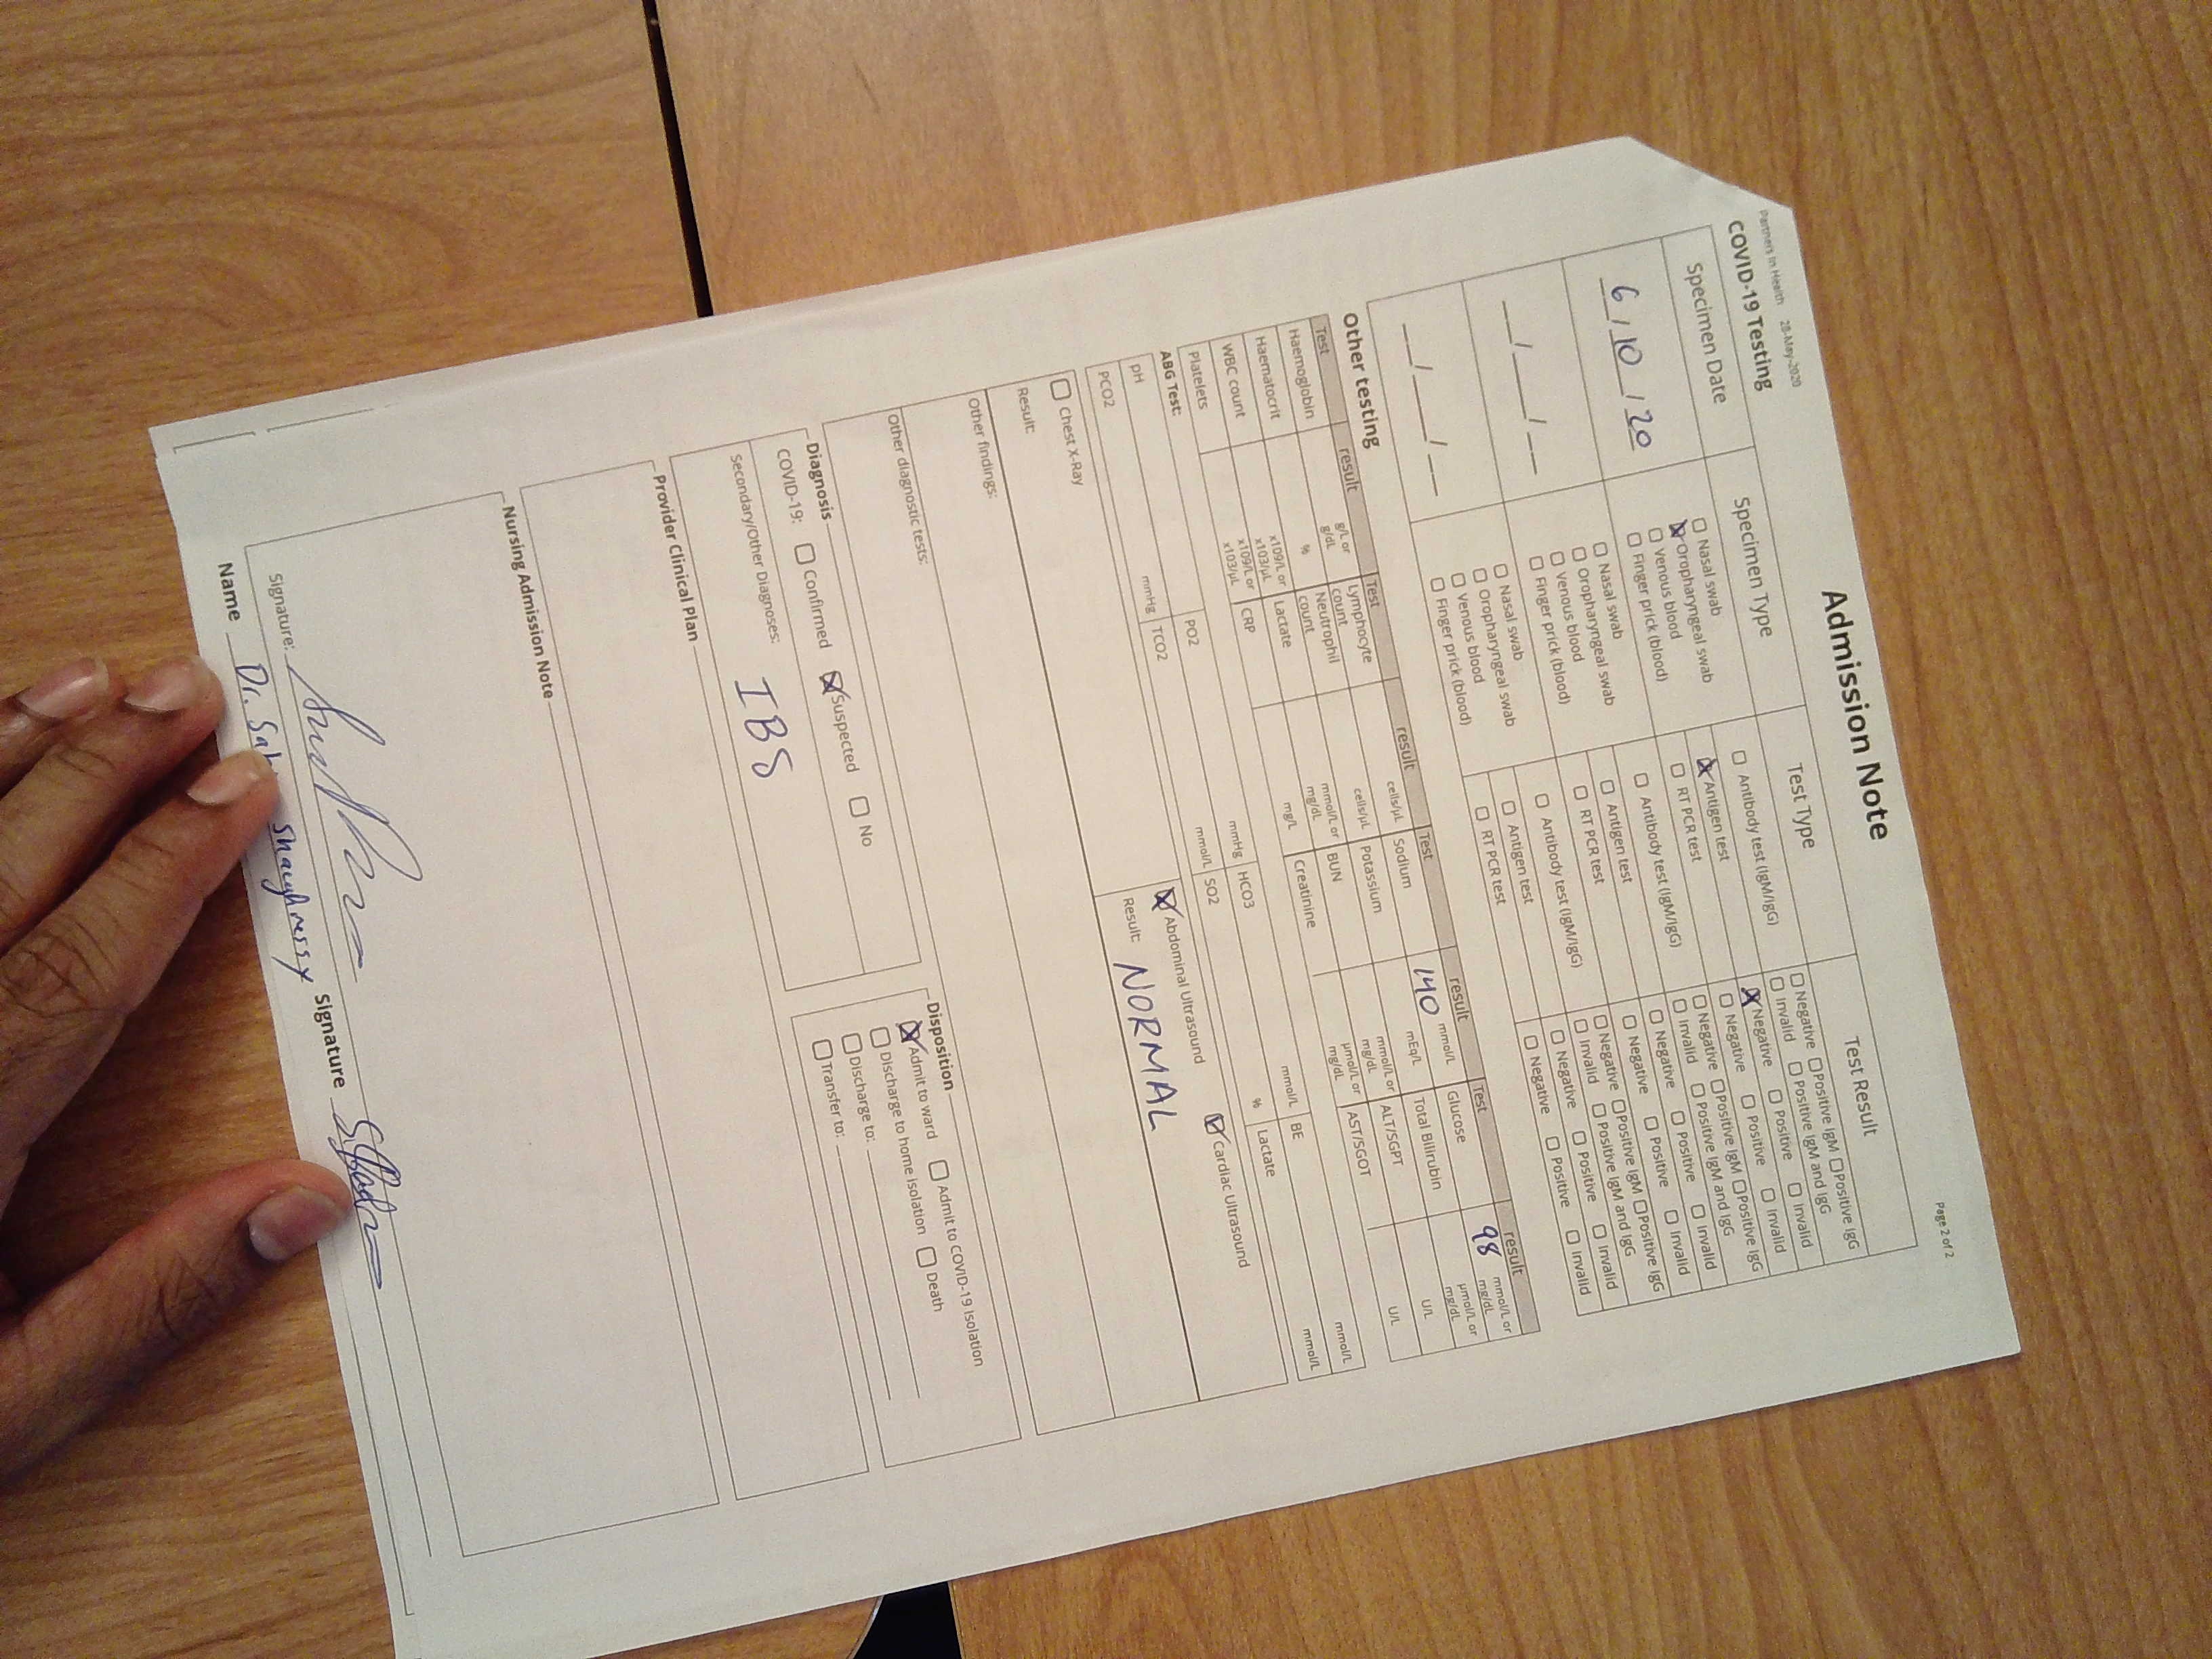 Partners In Health 28-May-2020
Page 2 of 2
Admission Note
COVID-19 Testing
Specimen Date Specimen Type Test Type Test Result
6/10/20
☐ Nasal swab
☒ Oropharyngeal swab
☐ Venous blood
☐ Finger prick (blood)
☐ Antibody test (IgM/IgG)
☒ Antigen test
☐ RT PCR test
☐ Negative ☐ Positive IgM ☐ Positive IgG
☐ Invalid ☐ Positive IgM and IgG
☒ Negative ☐ Positive ☐ Invalid
☐ Negative ☐ Positive ☐ Invalid
__/__/__
☐ Nasal swab
☐ Oropharyngeal swab
☐ Venous blood
☐ Finger prick (blood)
☐ Antibody test (IgM/IgG)
☐ Antigen test
☐ RT PCR test
☐ Negative ☐ Positive IgM ☐ Positive IgG
☐ Invalid ☐ Positive IgM and IgG
☐ Negative ☐ Positive ☐ Invalid
☐ Negative ☐ Positive ☐ Invalid
__/__/__
☐ Nasal swab
☐ Oropharyngeal swab
☐ Venous blood
☐ Finger prick (blood)
☐ Antibody test (IgM/IgG)
☐ Antigen test
☐ RT PCR test
☐ Negative ☐ Positive IgM ☐ Positive IgG
☐ Invalid ☐ Positive IgM and IgG
☐ Negative ☐ Positive ☐ Invalid
☐ Negative ☐ Positive ☐ Invalid
Other testing
Test result Test result Test result Test result
Haemoglobin g/L or g/dL Lymphocyte count cells/µL Sodium 140 mmol/L mEq/L Glucose 98 mmol/L or mg/dL
Haematocrit % Neutrophil count cells/µL Potassium mmol/L or mg/dL Total Bilirubin µmol/L or mg/dL
WBC count x109/L or x103/µL Lactate mmol/L or mg/dL BUN µmol/L or mg/dL ALT/SGPT U/L
Platelets x109/L or x103/µL CRP mg/L Creatinine AST/SGOT U/L
ABG Test:
pH PO2 mmHg HCO3 mmol/L BE mmol/L
PCO2 mmHg TCO2 mmol/L SO2 % Lactate mmol/L
☐ Chest X-Ray ☒ Abdominal Ultrasound ☒ Cardiac Ultrasound
Result: Result: NORMAL
Other findings:
Other diagnostic tests:
Diagnosis
COVID-19: ☐ Confirmed ☒ Suspected ☐ No
Secondary/Other Diagnoses:
IBS
Disposition
☒ Admit to ward ☐ Admit to COVID-19 Isolation
☐ Discharge to home isolation ☐ Death
☐ Discharge to:
☐ Transfer to:
Provider Clinical Plan
Nursing Admission Note
Signature:
Name Dr. Shaughnessy Signature